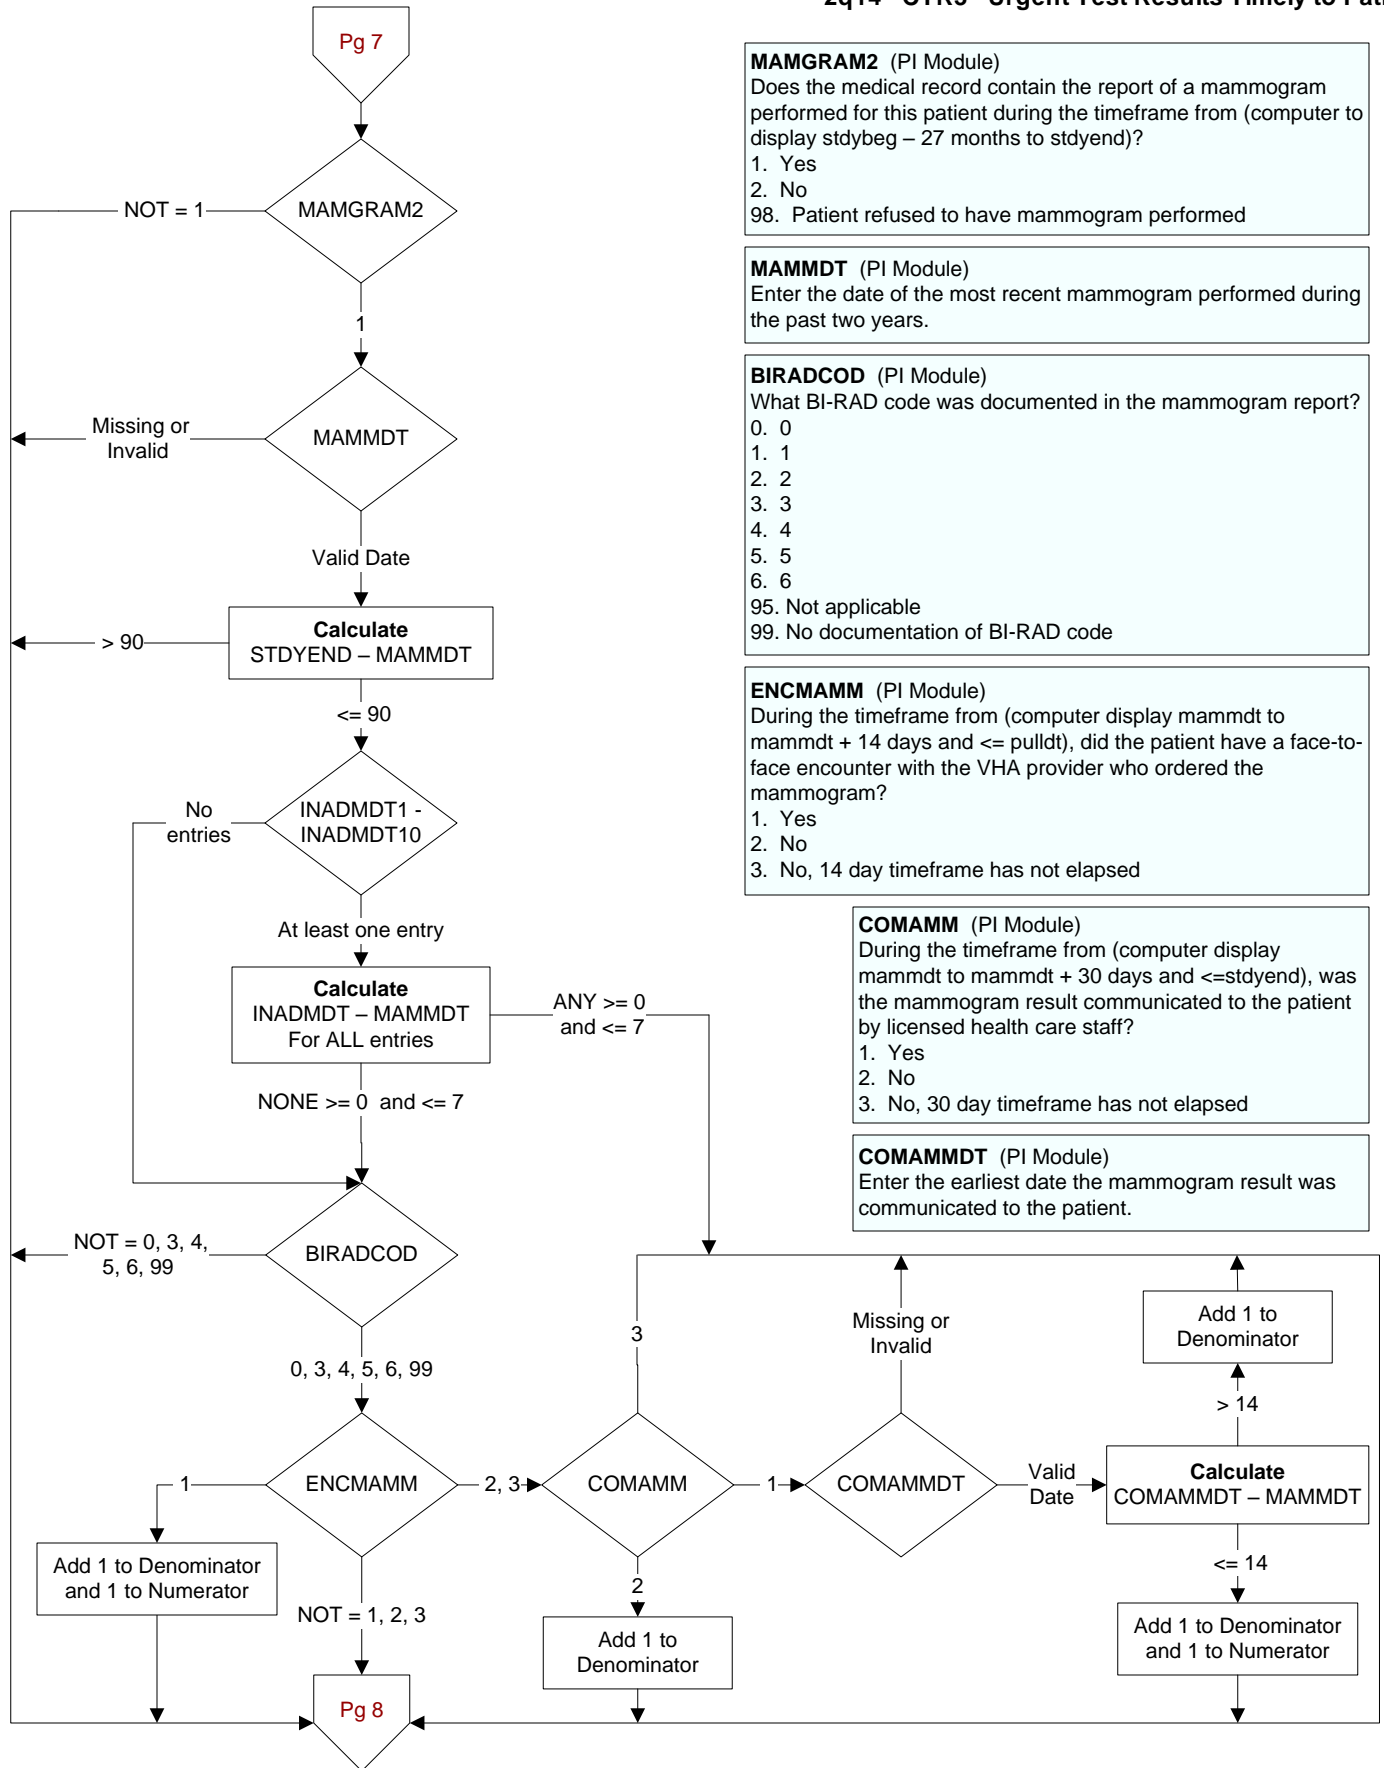 2q14 CTR3 Urgent Test Results Timely to Pat
Pg 7
MAMGRAM2
NOT = 1
1
MAMMDT
Missing or
Invalid
Valid Date
Calculate
STDYEND – MAMMDT
> 90
<= 90
INADMDT1 -
INADMDT10
No
entries
At least one entry
Calculate
INADMDT – MAMMDT
For ALL entries
ANY >= 0
and <= 7
NONE >= 0 and <= 7
BIRADCOD
NOT = 0, 3, 4,
5, 6, 99
0, 3, 4, 5, 6, 99
ENCMAMM
1
Add 1 to Denominator
and 1 to Numerator
NOT = 1, 2, 3
2, 3
COMAMM
3
2
Add 1 to
Denominator
1
COMAMMDT
Missing or
Invalid
Valid
Date
Calculate
COMAMMDT – MAMMDT
> 14
Add 1 to
Denominator
<= 14
Add 1 to Denominator
and 1 to Numerator
Pg 8
MAMGRAM2 (PI Module)
Does the medical record contain the report of a mammogram
performed for this patient during the timeframe from (computer to
display stdybeg – 27 months to stdyend)?
1. Yes
2. No
98. Patient refused to have mammogram performed
MAMMDT (PI Module)
Enter the date of the most recent mammogram performed during
the past two years.
BIRADCOD (PI Module)
What BI-RAD code was documented in the mammogram report?
0. 0
1. 1
2. 2
3. 3
4. 4
5. 5
6. 6
95. Not applicable
99. No documentation of BI-RAD code
ENCMAMM (PI Module)
During the timeframe from (computer display mammdt to
mammdt + 14 days and <= pulldt), did the patient have a face-to-
face encounter with the VHA provider who ordered the
mammogram?
1. Yes
2. No
3. No, 14 day timeframe has not elapsed
COMAMM (PI Module)
During the timeframe from (computer display
mammdt to mammdt + 30 days and <=stdyend), was
the mammogram result communicated to the patient
by licensed health care staff?
1. Yes
2. No
3. No, 30 day timeframe has not elapsed
COMAMMDT (PI Module)
Enter the earliest date the mammogram result was
communicated to the patient.